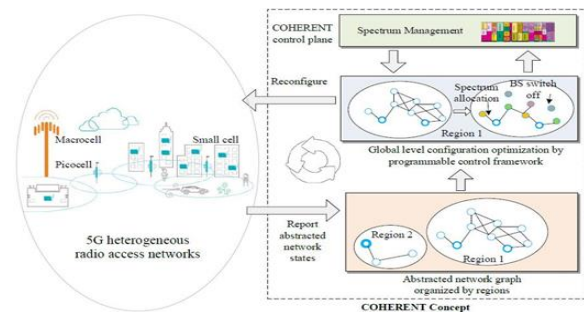 COHERENT
control plane
Spectrum Management
Reconfigure
Spectrum
allocation
BS switch
off
Region 1
Global level configuration optimization by
programmable control framework
Macrocell
Small cell
Picocell
5G heterogeneous
radio access networks
Report
abstracted
network
states
Region 2
Region 1
Abstracted network graph
organized by regions
COHERENT Concept